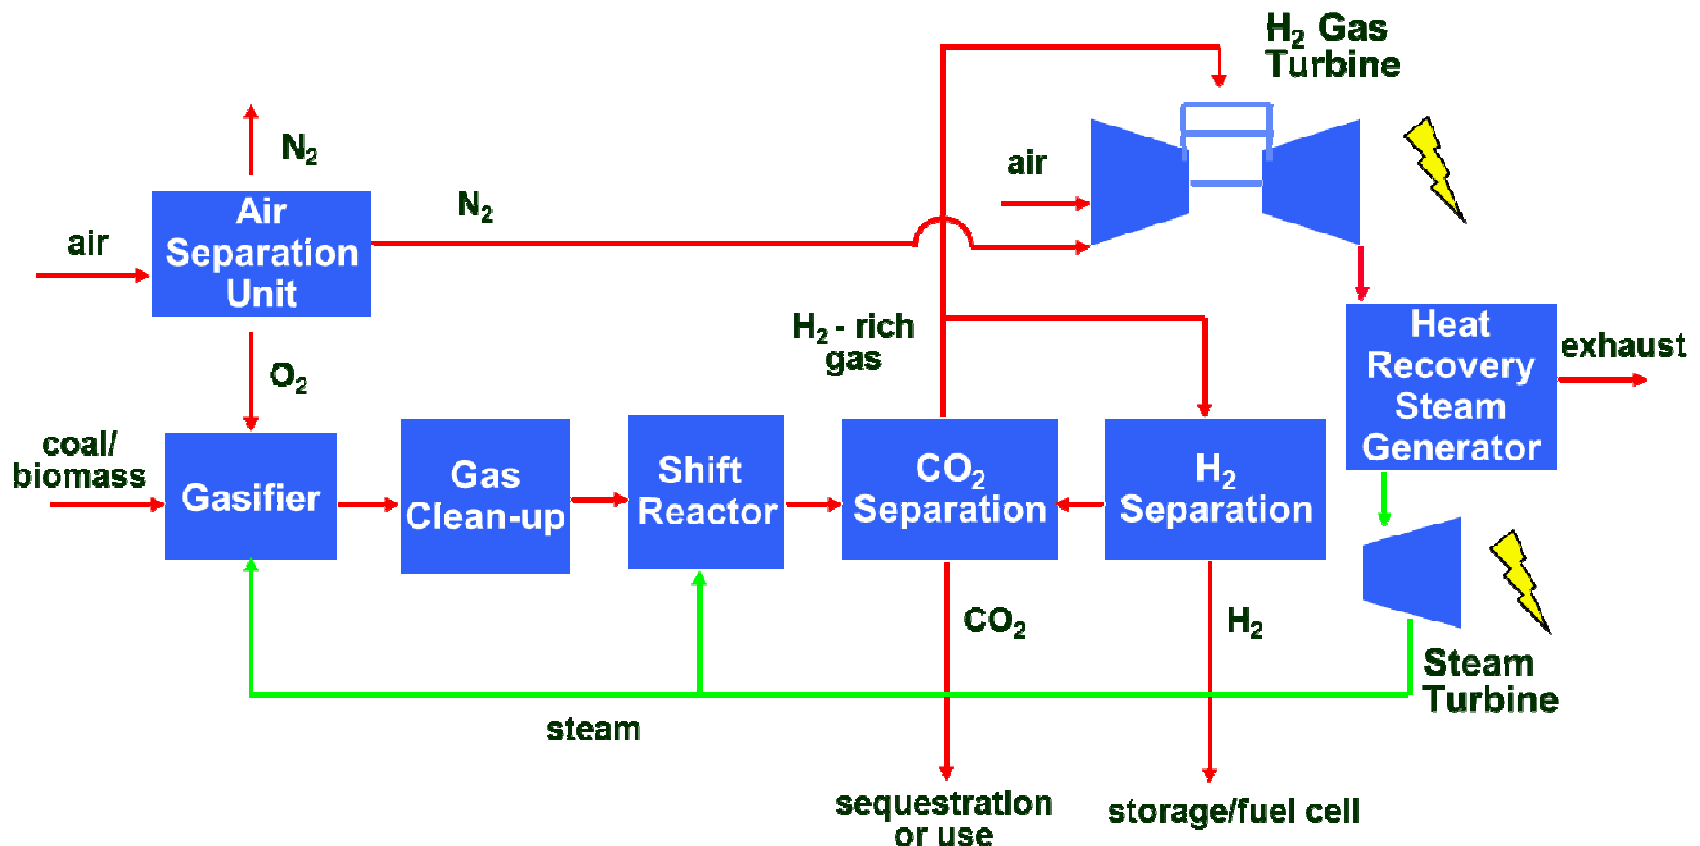 H₂ Gas
Turbine
N₂
air
Air
Separation
Unit
N₂
air
O₂
H₂ - rich
gas
Heat
Recovery
Steam
Generator
exhaust
coal/
biomass
Gasifier
Gas
Clean-up
Shift
Reactor
CO₂
Separation
H₂
Separation
CO₂
H₂
Steam
Turbine
steam
sequestration
or use
storage/fuel cell